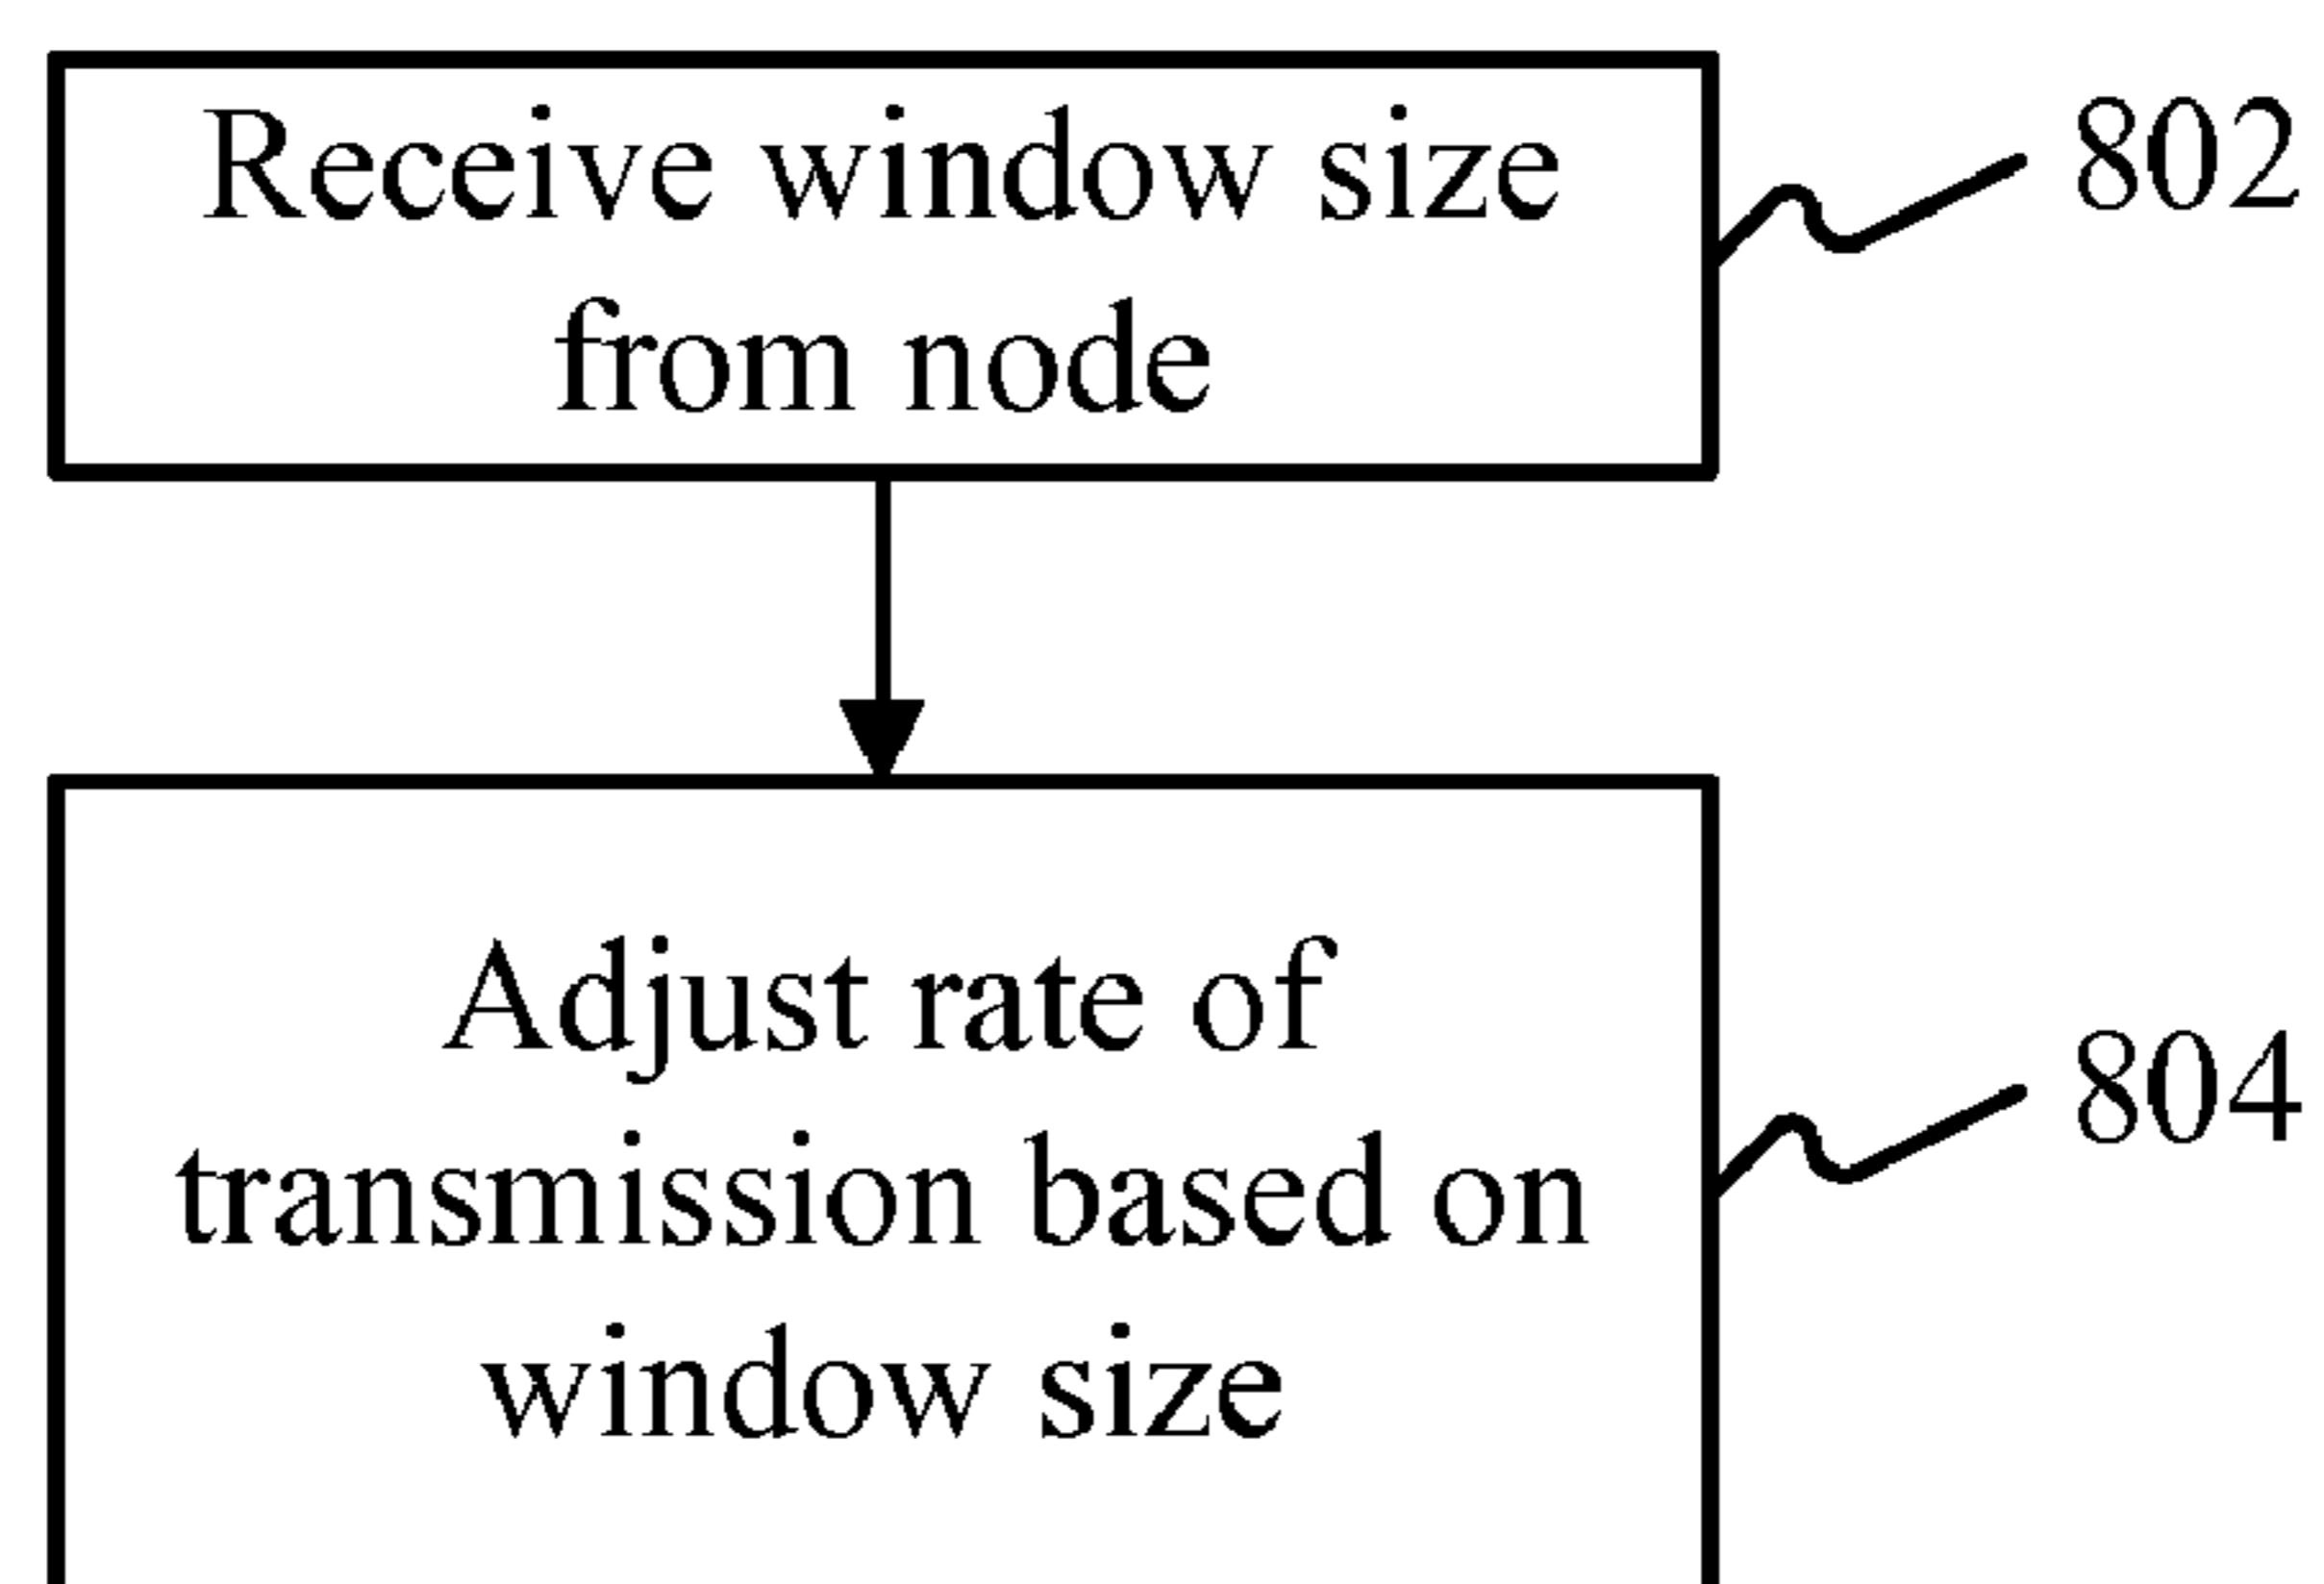 Receive window size
from node
802
Adjust rate of
transmission based on
window size
804